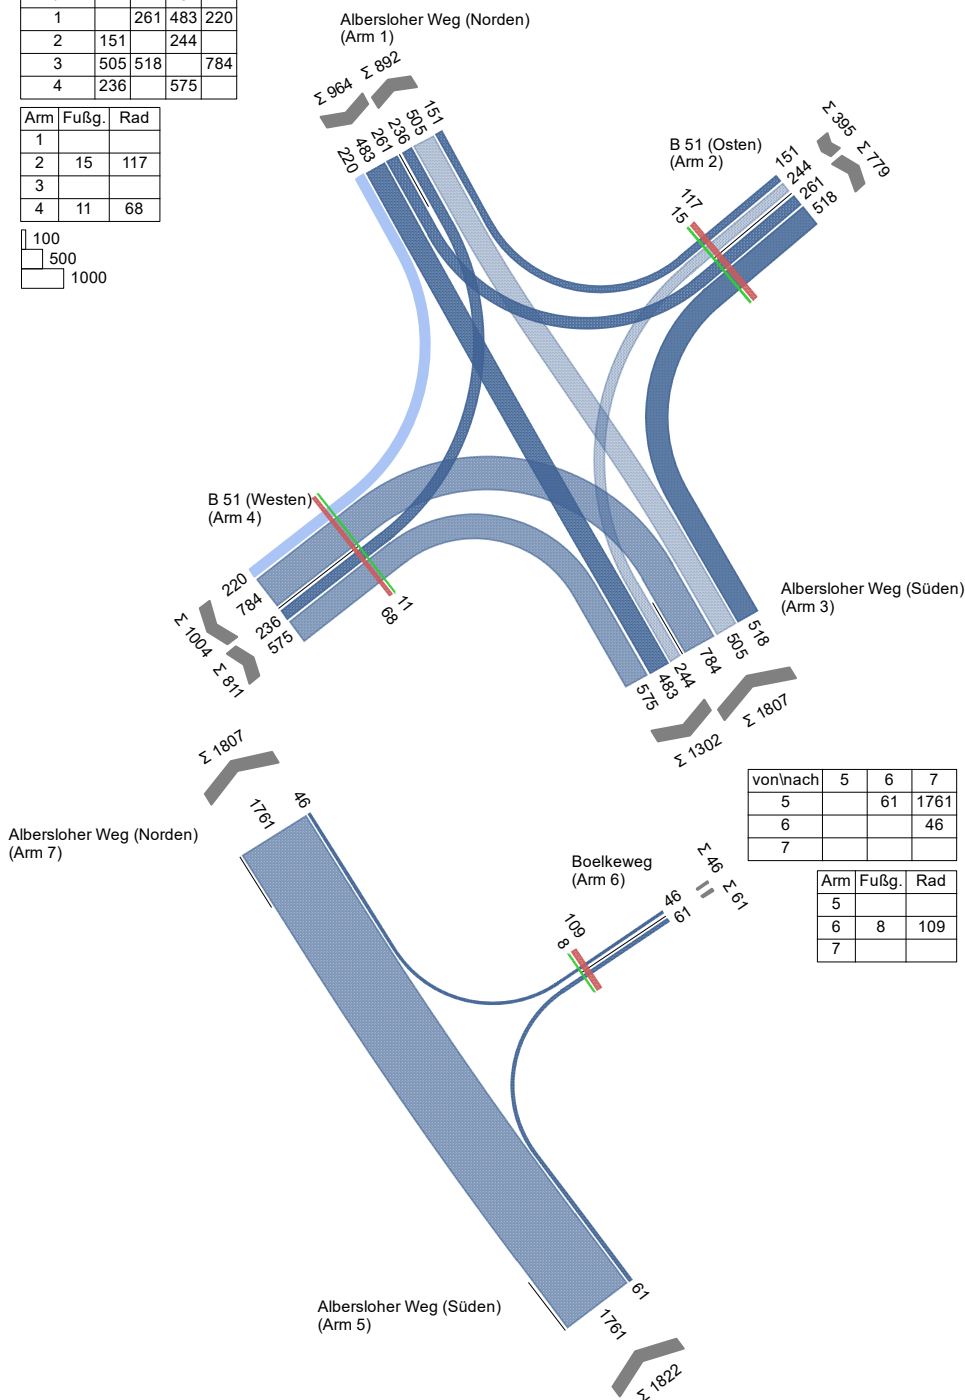 1 261 483 220
2 151 244
3 505 518 784
4 236 575
Arm Fußg. Rad
1
2 15 117
3
4 11 68
100
500
1000
Albersloher Weg (Norden)
(Arm 1)
Σ 964 Σ 892
220 483 261 236 505 151
B 51 (Osten)
(Arm 2)
Σ 395 Σ 779
151
244
261
518
117
15
B 51 (Westen)
(Arm 4)
220
784
236
575
11
68
Σ 1004
Σ 811
Albersloher Weg (Süden)
(Arm 3)
575 483 244 784 505 518
Σ 1302
Σ 1807
Σ 1807
1761 46
Albersloher Weg (Norden)
(Arm 7)
Boelkeweg
(Arm 6)
Σ 46 Σ 61
46
61
109
8
von\nach 5 6 7
5 61 1761
6 46
7
Arm Fußg. Rad
5
6 8 109
7
Albersloher Weg (Süden)
(Arm 5)
1761 61
Σ 1822